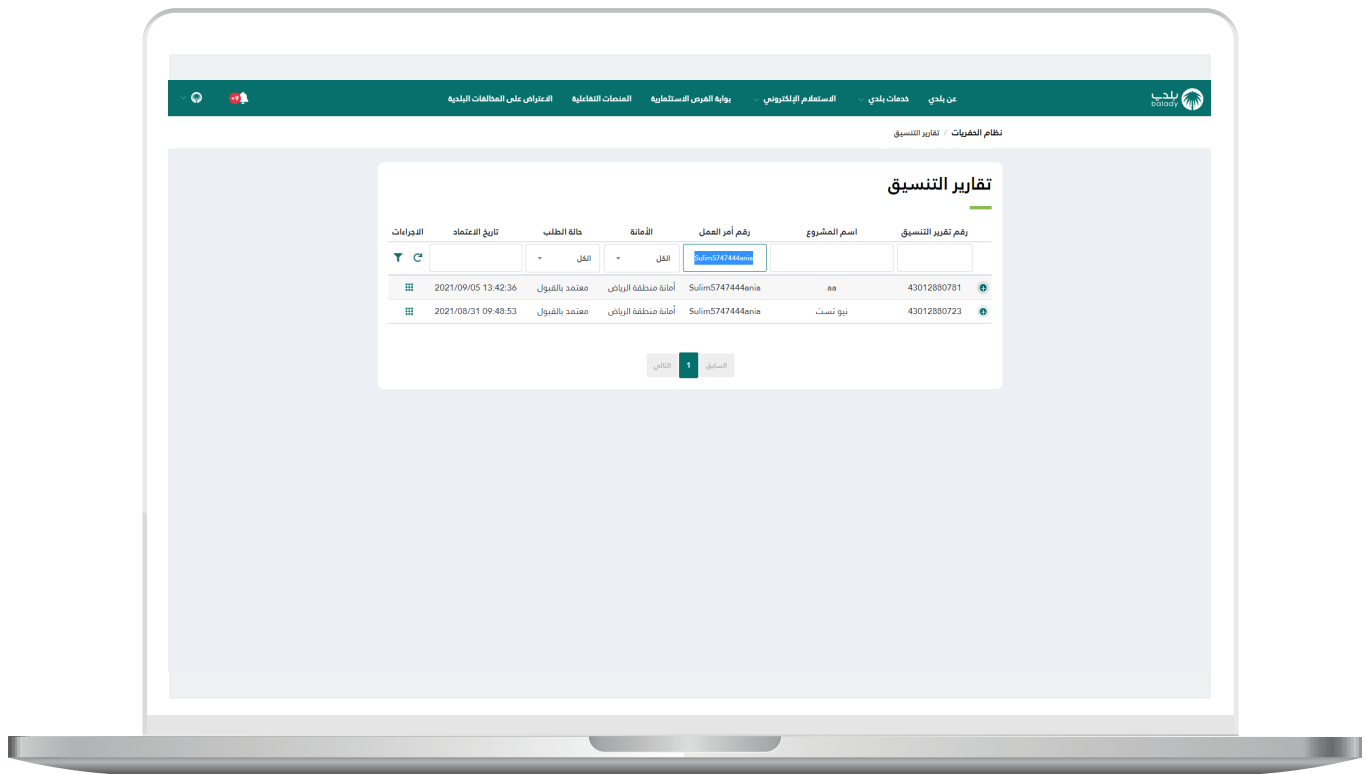 بلدي
balady
عن بلدي خدمات بلدي الاستعلام الإلكتروني بوابة الفرص الاستثمارية المنصات التفاعلية الاعتراض على المخالفات البلدية +9
نظام الحفريات / تقارير التنسيق
تقارير التنسيق
رقم تقرير التنسيق اسم المشروع رقم أمر العمل الأمانة حالة الطلب تاريخ الاعتماد الاجراءات
Sulim5747444ania الكل الكل
43012880781 aa Sulim5747444ania أمانة منطقة الرياض معتمد بالقبول 2021/09/05 13:42:36
43012880723 نيو تست Sulim5747444ania أمانة منطقة الرياض معتمد بالقبول 2021/08/31 09:48:53
السابق 1 التالي